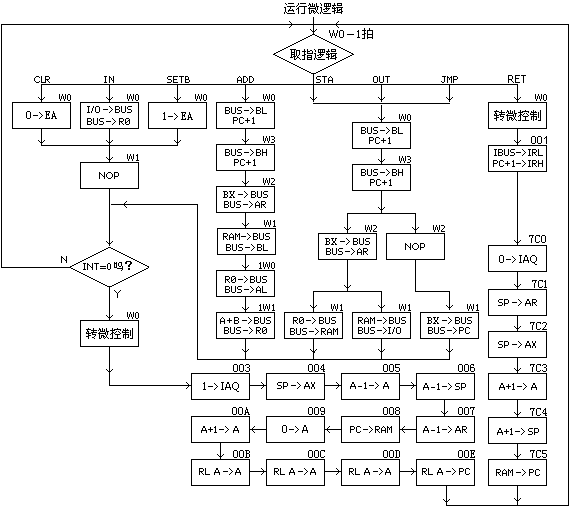 运行微逻辑
W0-1拍
取指逻辑
CLR IN SETB ADD STA OUT JMP RET
W0 W0 W0 W0 W0
0->EA
I/O->BUS
BUS->R0
1->EA
BUS->BL
PC+1
转微控制
W0
BUS->BL
PC+1
W3
BUS->BH
PC+1
001
IBUS->IRL
PC+1->IRH
W1
NOP
W3
BUS->BH
PC+1
W2
BX->BUS
BUS->AR
W1
RAM->BUS
BUS->BL
W2
BX->BUS
BUS->AR
W2
NOP
N
INT=0吗?
Y
1W0
R0->BUS
BUS->AL
7C0
0->IAQ
7C1
SP->AR
W0
转微控制
1W1
A+B->BUS
BUS->R0
W1
R0->BUS
BUS->RAM
W1
RAM->BUS
BUS->I/O
W1
BX->BUS
BUS->PC
7C2
SP->AX
003 004 005 006 7C3
1->IAQ SP->AX A-1->A A-1->SP A+1->A
00A 009 008 007 7C4
A+1->A 0->A PC->RAM A-1->AR A+1->SP
00B 00C 00D 00E 7C5
RL A->A RL A->A RL A->A RL A->PC RAM->PC